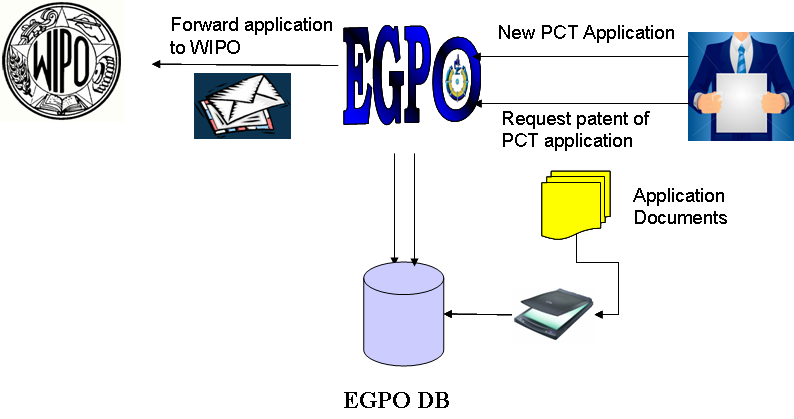 Forward application
to WIPO
WIPO
EGPO
New PCT Application
Request patent of
PCT application
Application
Documents
EGPO DB